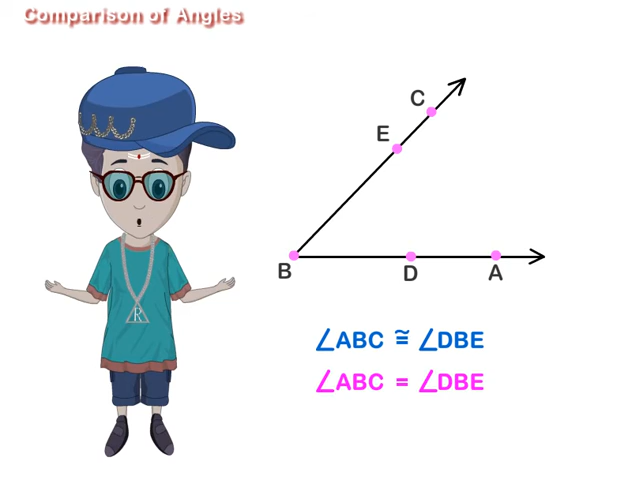 Comparison of Angles
C
E
B
D
A
R
∠ABC ≅ ∠DBE
∠ABC = ∠DBE